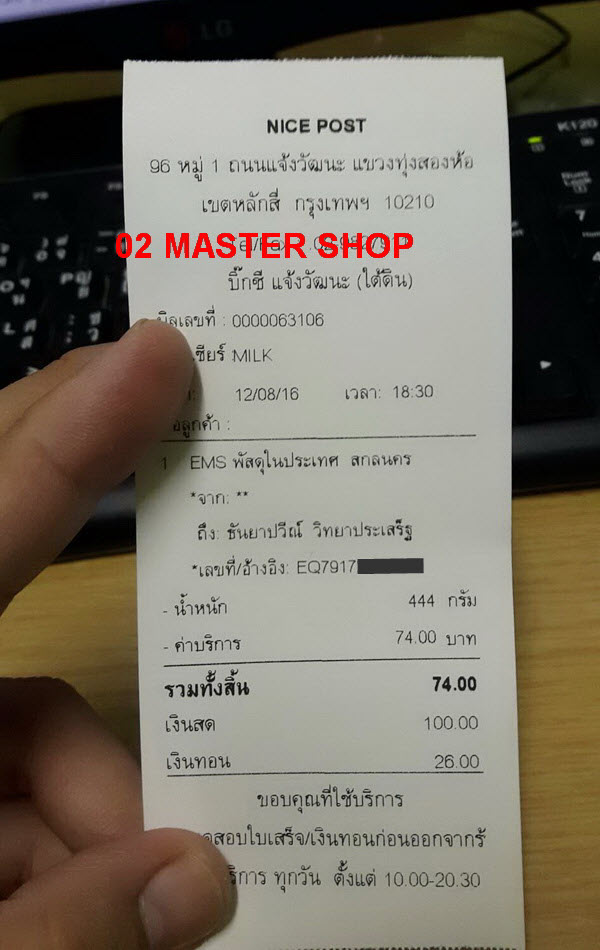 LG
K120
Num
Lock
7
NICE POST
96 หมู่ 1 ถนนแจ้งวัฒนะ แขวงทุ่งสองห้อ
เขตหลักสี่ กรุงเทพฯ 10210
02 MASTER SHOP
บิ๊กซี แจ้งวัฒนะ (ใต้ดิน)
บิลเลขที่ : 0000063106
เชียร์ MILK
12/08/16 เวลา: 18:30
อลูกค้า :
1 EMS พัสดุในประเทศ สกลนคร
*จาก: **
ถึง: ธันยาปวีณ์ วิทยาประเสริฐ
*เลขที่/อ้างอิง: EQ7917
- น้ำหนัก 444 กรัม
- ค่าบริการ 74.00 บาท
รวมทั้งสิ้น 74.00
เงินสด 100.00
เงินทอน 26.00
ขอบคุณที่ใช้บริการ
สอบใบเสร็จ/เงินทอนก่อนออกจากร้
ริการ ทุกวัน ตั้งแต่ 10.00-20.30